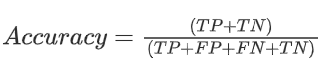 Accuracy = (TP+TN) / (TP+FP+FN+TN)